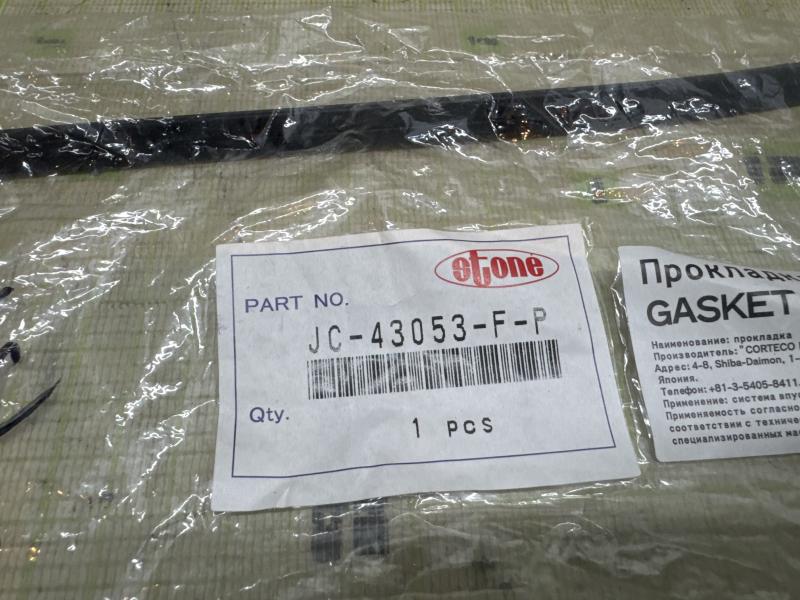 stone
PART NO.
JC-43053-F-P
Qty.
1 pcs
Прокладк
GASKET
Наименование: прокладка
Производитель: "CORTECO
Адрес: 4-8, Shiba-Daimon, 1-
Япония.
Телефон: +81-3-5405-8411.
Применение: система впус
Применяемость согласно
соответствии с техниче
специализированных ма